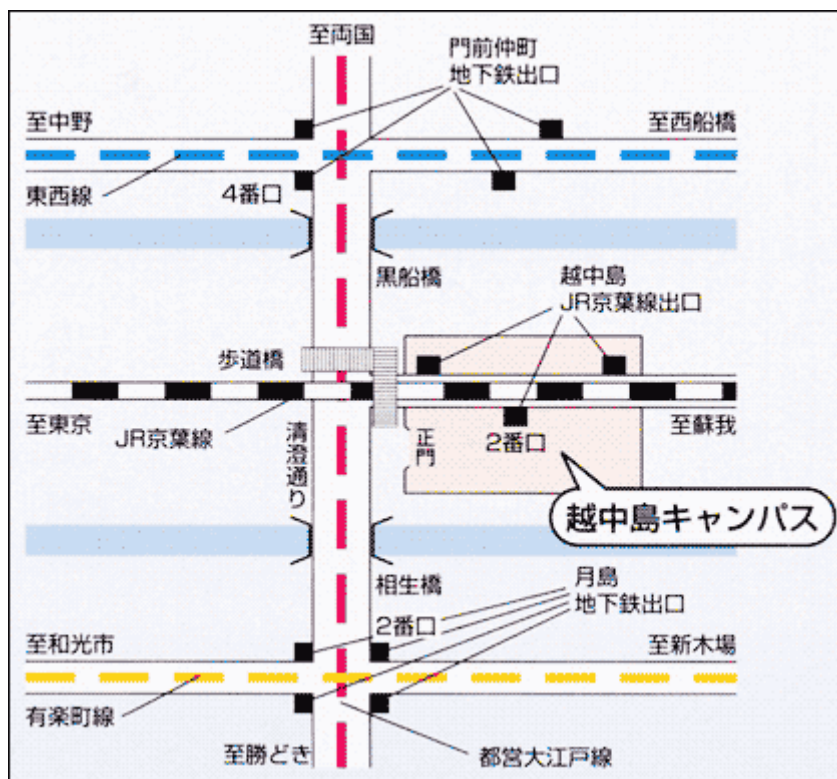 至両国
門前仲町
地下鉄出口
至中野
至西船橋
東西線
4番口
黒船橋
越中島
JR京葉線出口
歩道橋
至東京
JR京葉線
清澄通り
正門
2番口
至蘇我
越中島キャンパス
相生橋
月島
地下鉄出口
2番口
至和光市
至新木場
有楽町線
至勝どき
都営大江戸線